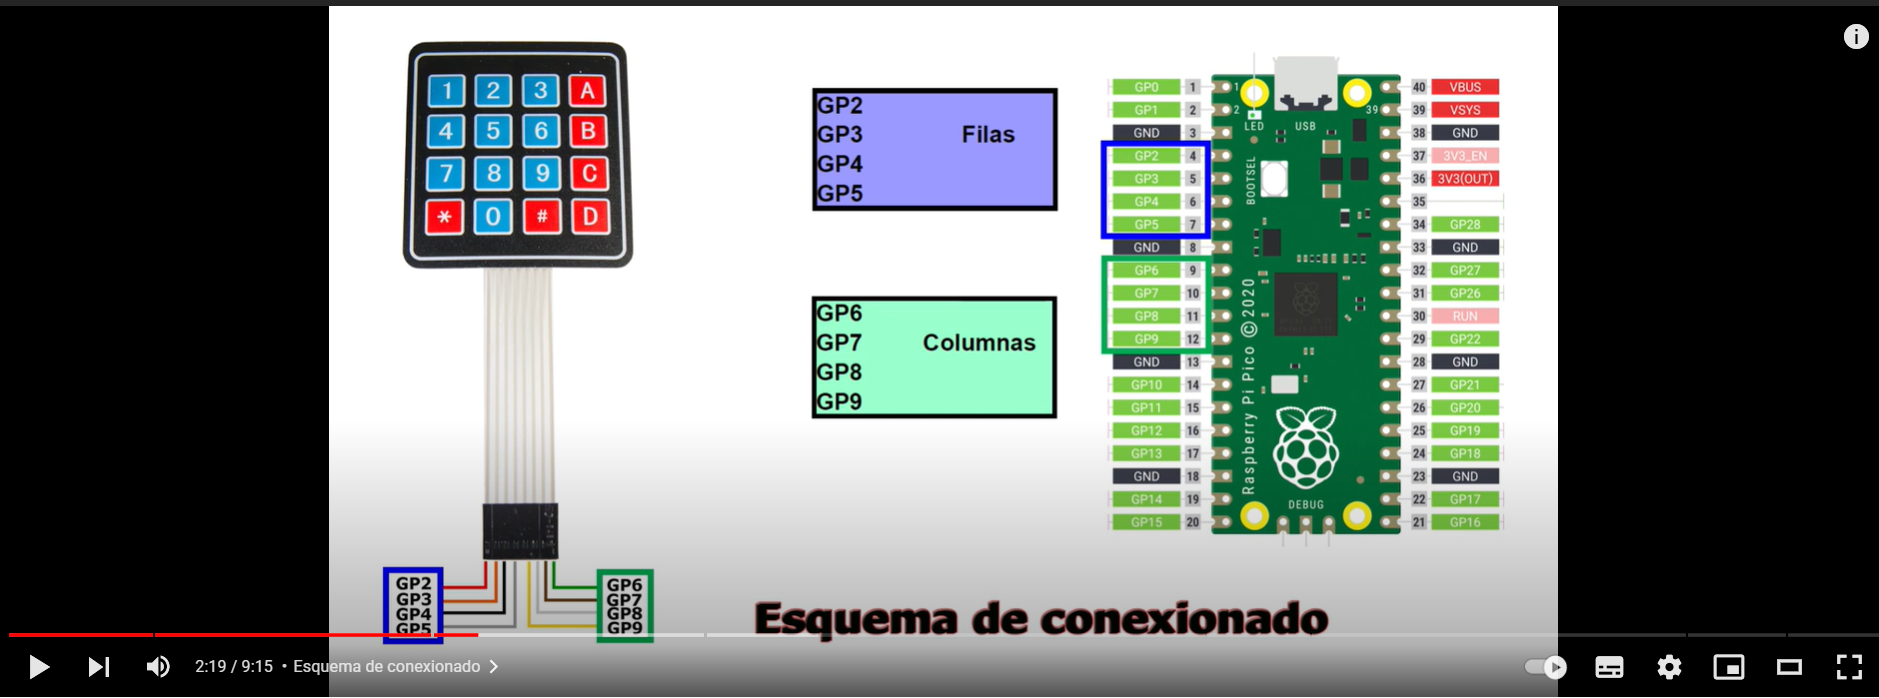 1 2 3 A
4 5 6 B
7 8 9 C
* 0 # D
GP2
GP3
GP4
GP5
Filas
GP6
GP7
GP8
GP9
Columnas
GP0 1
GP1 2
GND 3
GP2 4
GP3 5
GP4 6
GP5 7
GND 8
GP6 9
GP7 10
GP8 11
GP9 12
GND 13
GP10 14
GP11 15
GP12 16
GP13 17
GND 18
GP14 19
GP15 20
1
2
39
LED
USB
BOOTSEL
Raspberry Pi Pico ©2020
DEBUG
40 VBUS
39 VSYS
38 GND
37 3V3_EN
36 3V3(OUT)
35
34 GP28
33 GND
32 GP27
31 GP26
30 RUN
29 GP22
28 GND
27 GP21
26 GP20
25 GP19
24 GP18
23 GND
22 GP17
21 GP16
GP2
GP3
GP4
GP5
GP6
GP7
GP8
GP9
Esquema de conexionado
2:19 / 9:15 • Esquema de conexionado